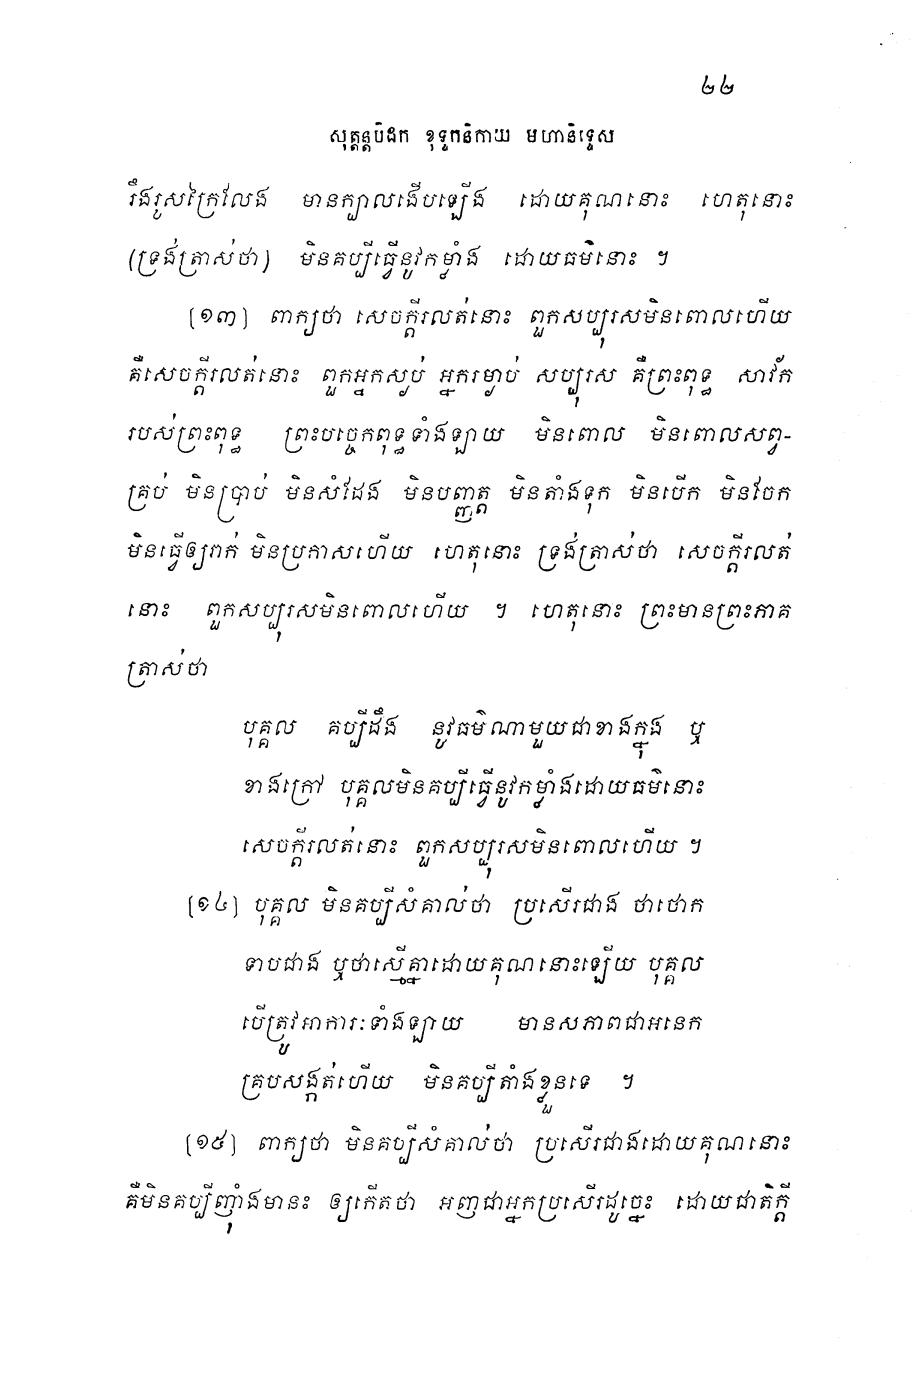 ២២
សុត្តន្តបិដក ខុទ្ទកនិកាយ មហានិទ្ទេស
រឹងរូសក្រៃលែង មានក្បាលងើបឡើង ដោយគុណនោះ ហេតុនោះ
(ទ្រង់ត្រាស់ថា) មិនគប្បីធ្វើនូវកម្លាំង ដោយធម៌នោះ ។
[១៣] ពាក្យថា សេចក្តីរលត់នោះ ពួកសប្បុរសមិនពោលហើយ
គឺសេចក្តីរលត់នោះ ពួកអ្នកស្ងប់ អ្នករម្ងាប់ សប្បុរស គឺព្រះពុទ្ធ សាវ័ក
របស់ព្រះពុទ្ធ ព្រះបច្ចេកពុទ្ធទាំងឡាយ មិនពោល មិនពោលសព្វ-
គ្រប់ មិនប្រាប់ មិនសំដែង មិនបញ្ញត្ត មិនតាំងទុក មិនបើក មិនចែក
មិនធ្វើឲ្យរាក់ មិនប្រកាសហើយ ហេតុនោះ ទ្រង់ត្រាស់ថា សេចក្តីរលត់
នោះ ពួកសប្បុរសមិនពោលហើយ ។ ហេតុនោះ ព្រះមានព្រះភាគ
ត្រាស់ថា
បុគ្គល គប្បីដឹង នូវធម៌ណាមួយជាខាងក្នុង ឬ
ខាងក្រៅ បុគ្គលមិនគប្បីធ្វើនូវកម្លាំងដោយធម៌នោះ
សេចក្តីរលត់នោះ ពួកសប្បុរសមិនពោលហើយ ។
[១៤] បុគ្គល មិនគប្បីសំគាល់ថា ប្រសើរជាង ថាថោក
ទាបជាង ឬថាស្មើគ្នាដោយគុណនោះឡើយ បុគ្គល
បើត្រូវអាការៈទាំងឡាយ មានសភាពជាអនេក
គ្របសង្កត់ហើយ មិនគប្បីតាំងខ្លួនទេ ។
[១៥] ពាក្យថា មិនគប្បីសំគាល់ថា ប្រសើរជាងដោយគុណនោះ
គឺមិនគប្បីញ៉ាំងមានះ ឲ្យកើតថា អញជាអ្នកប្រសើរដូច្នេះ ដោយជាតិក្តី